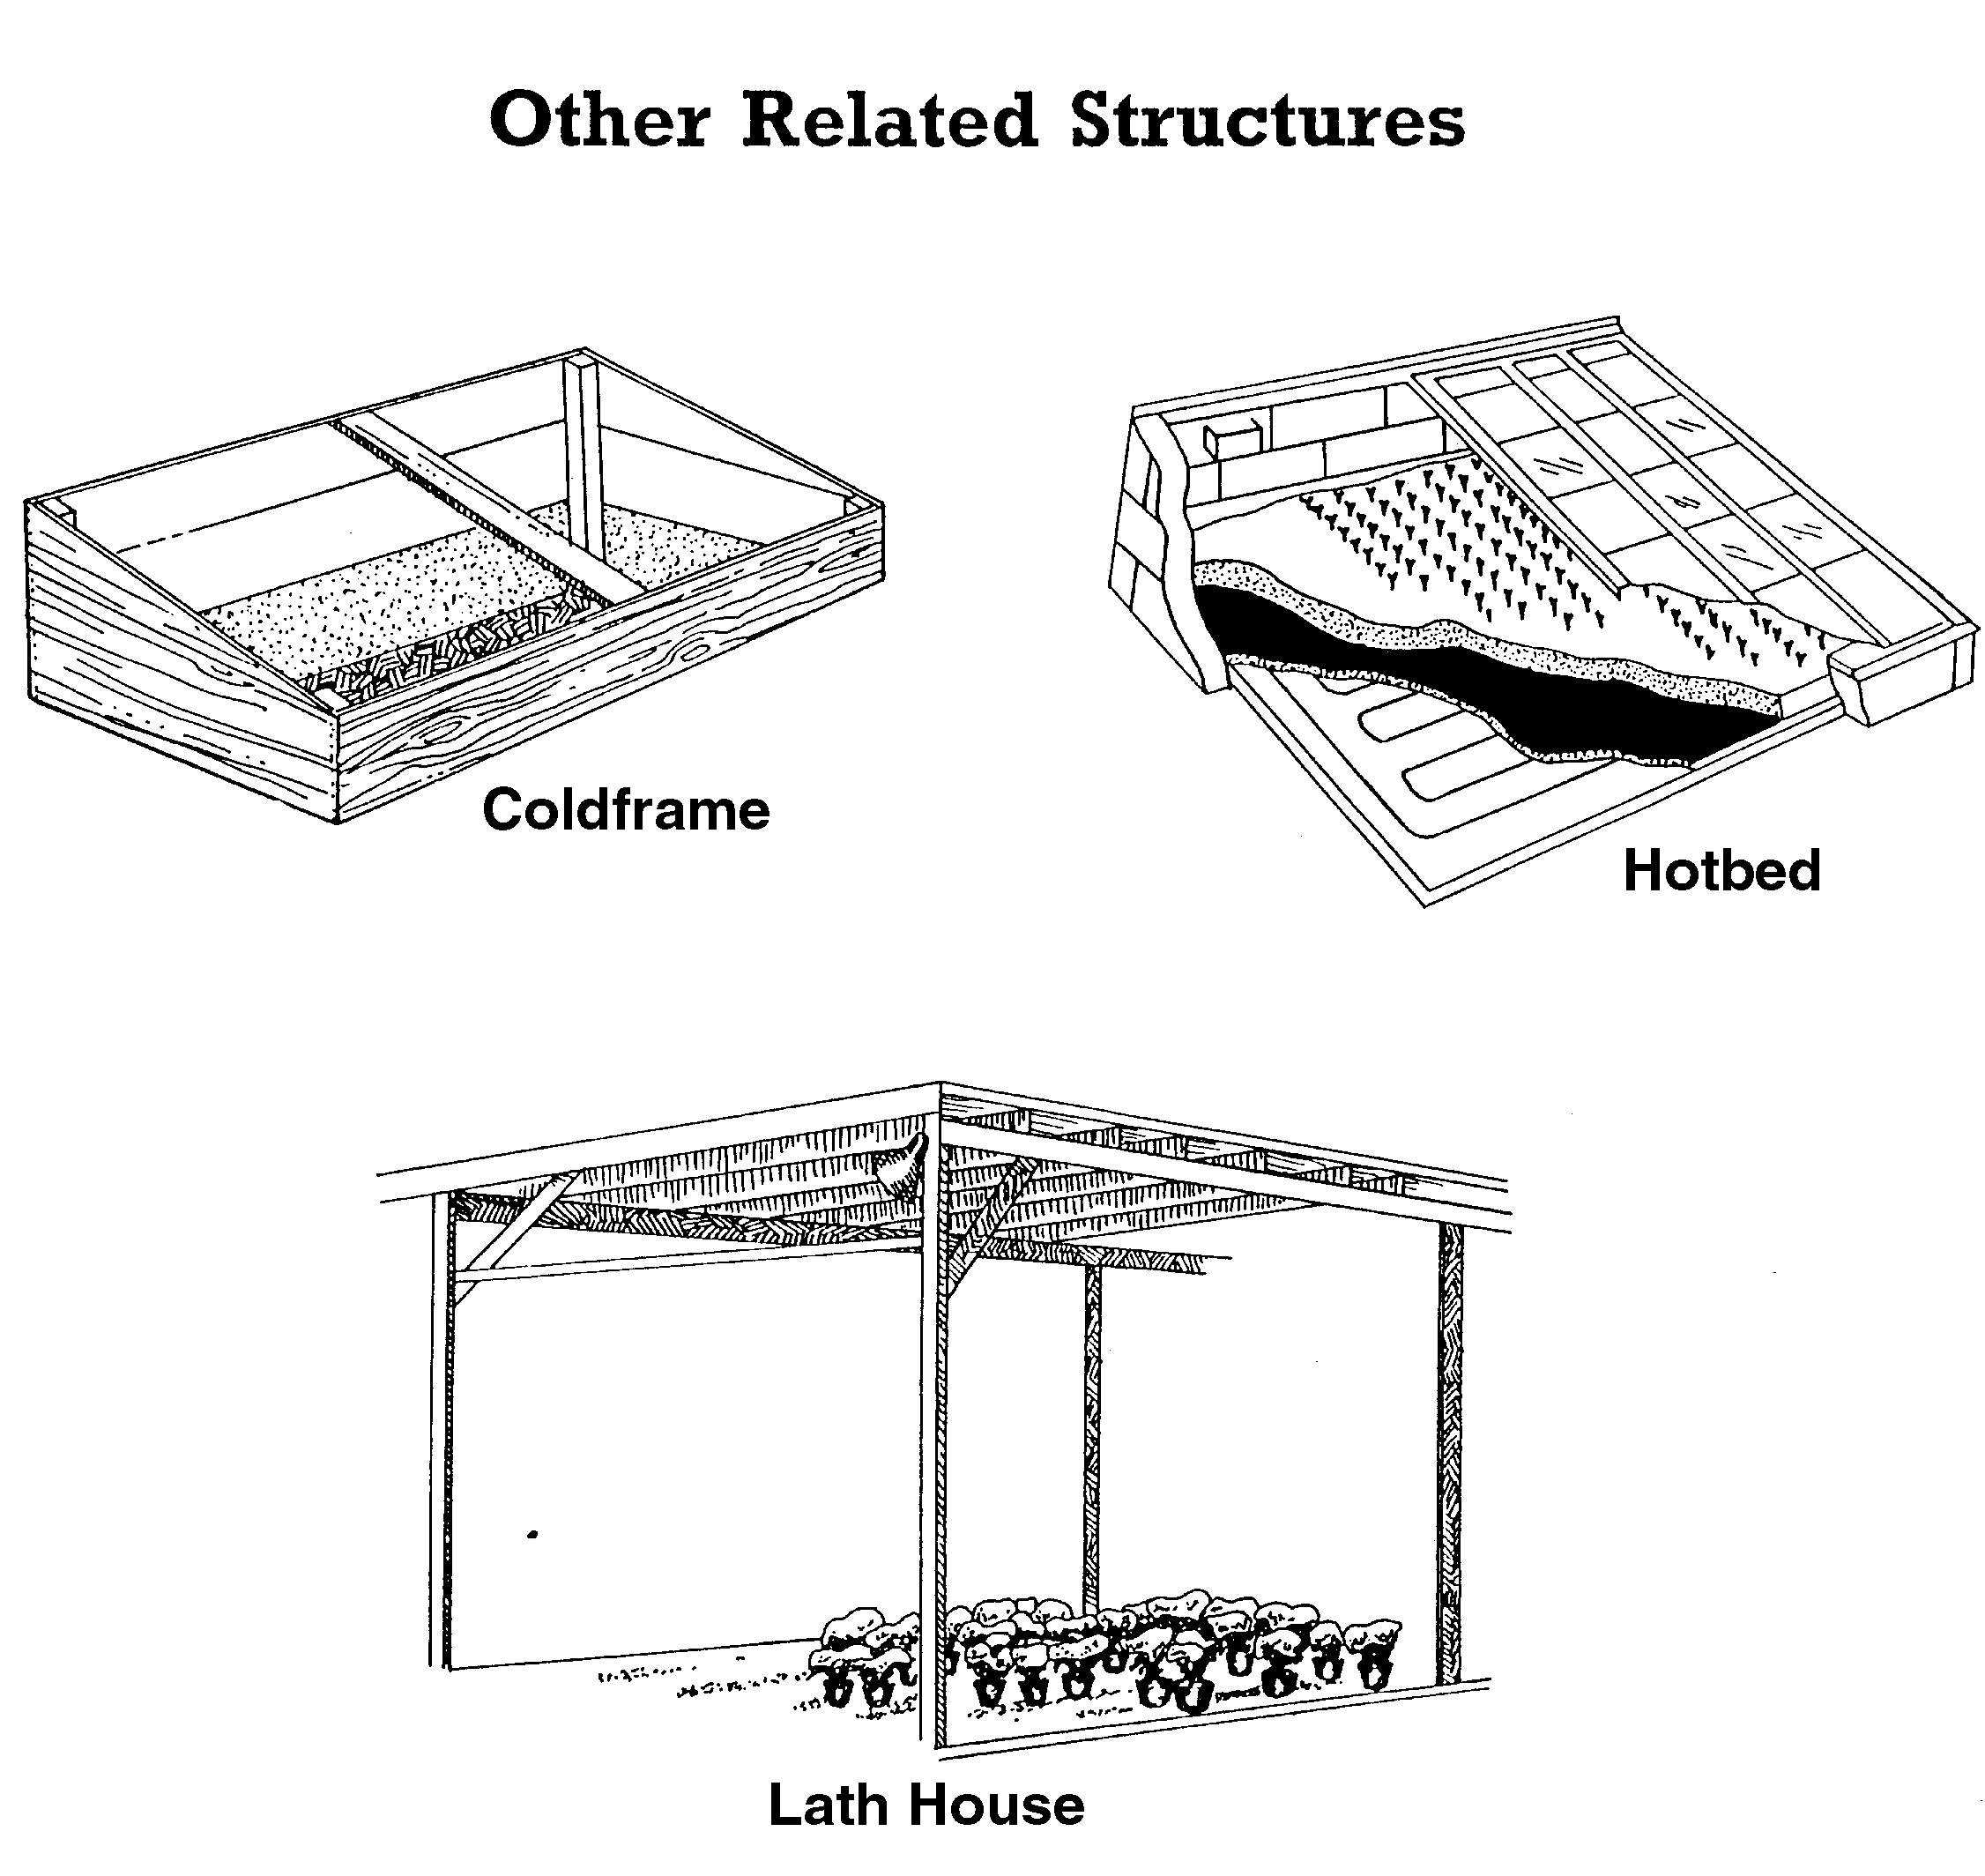 Other Related Structures
Coldframe
Hotbed
Lath House